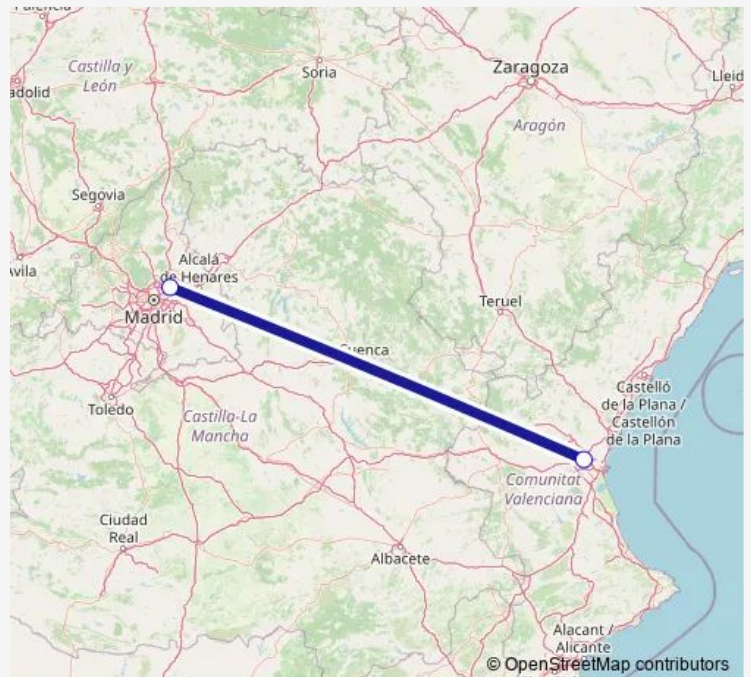 Castilla y
León
Soria
Zaragoza
Lleid
adolid
Aragón
Segovia
Alcalá
de Henares
Teruel
Madrid
Cuenca
Castelló
de la Plana /
Castellón
de la Plana
Toledo
Castilla-La
Mancha
Comunitat
Valenciana
Ciudad
Real
Albacete
Alacant /
Alicante
© OpenStreetMap contributors